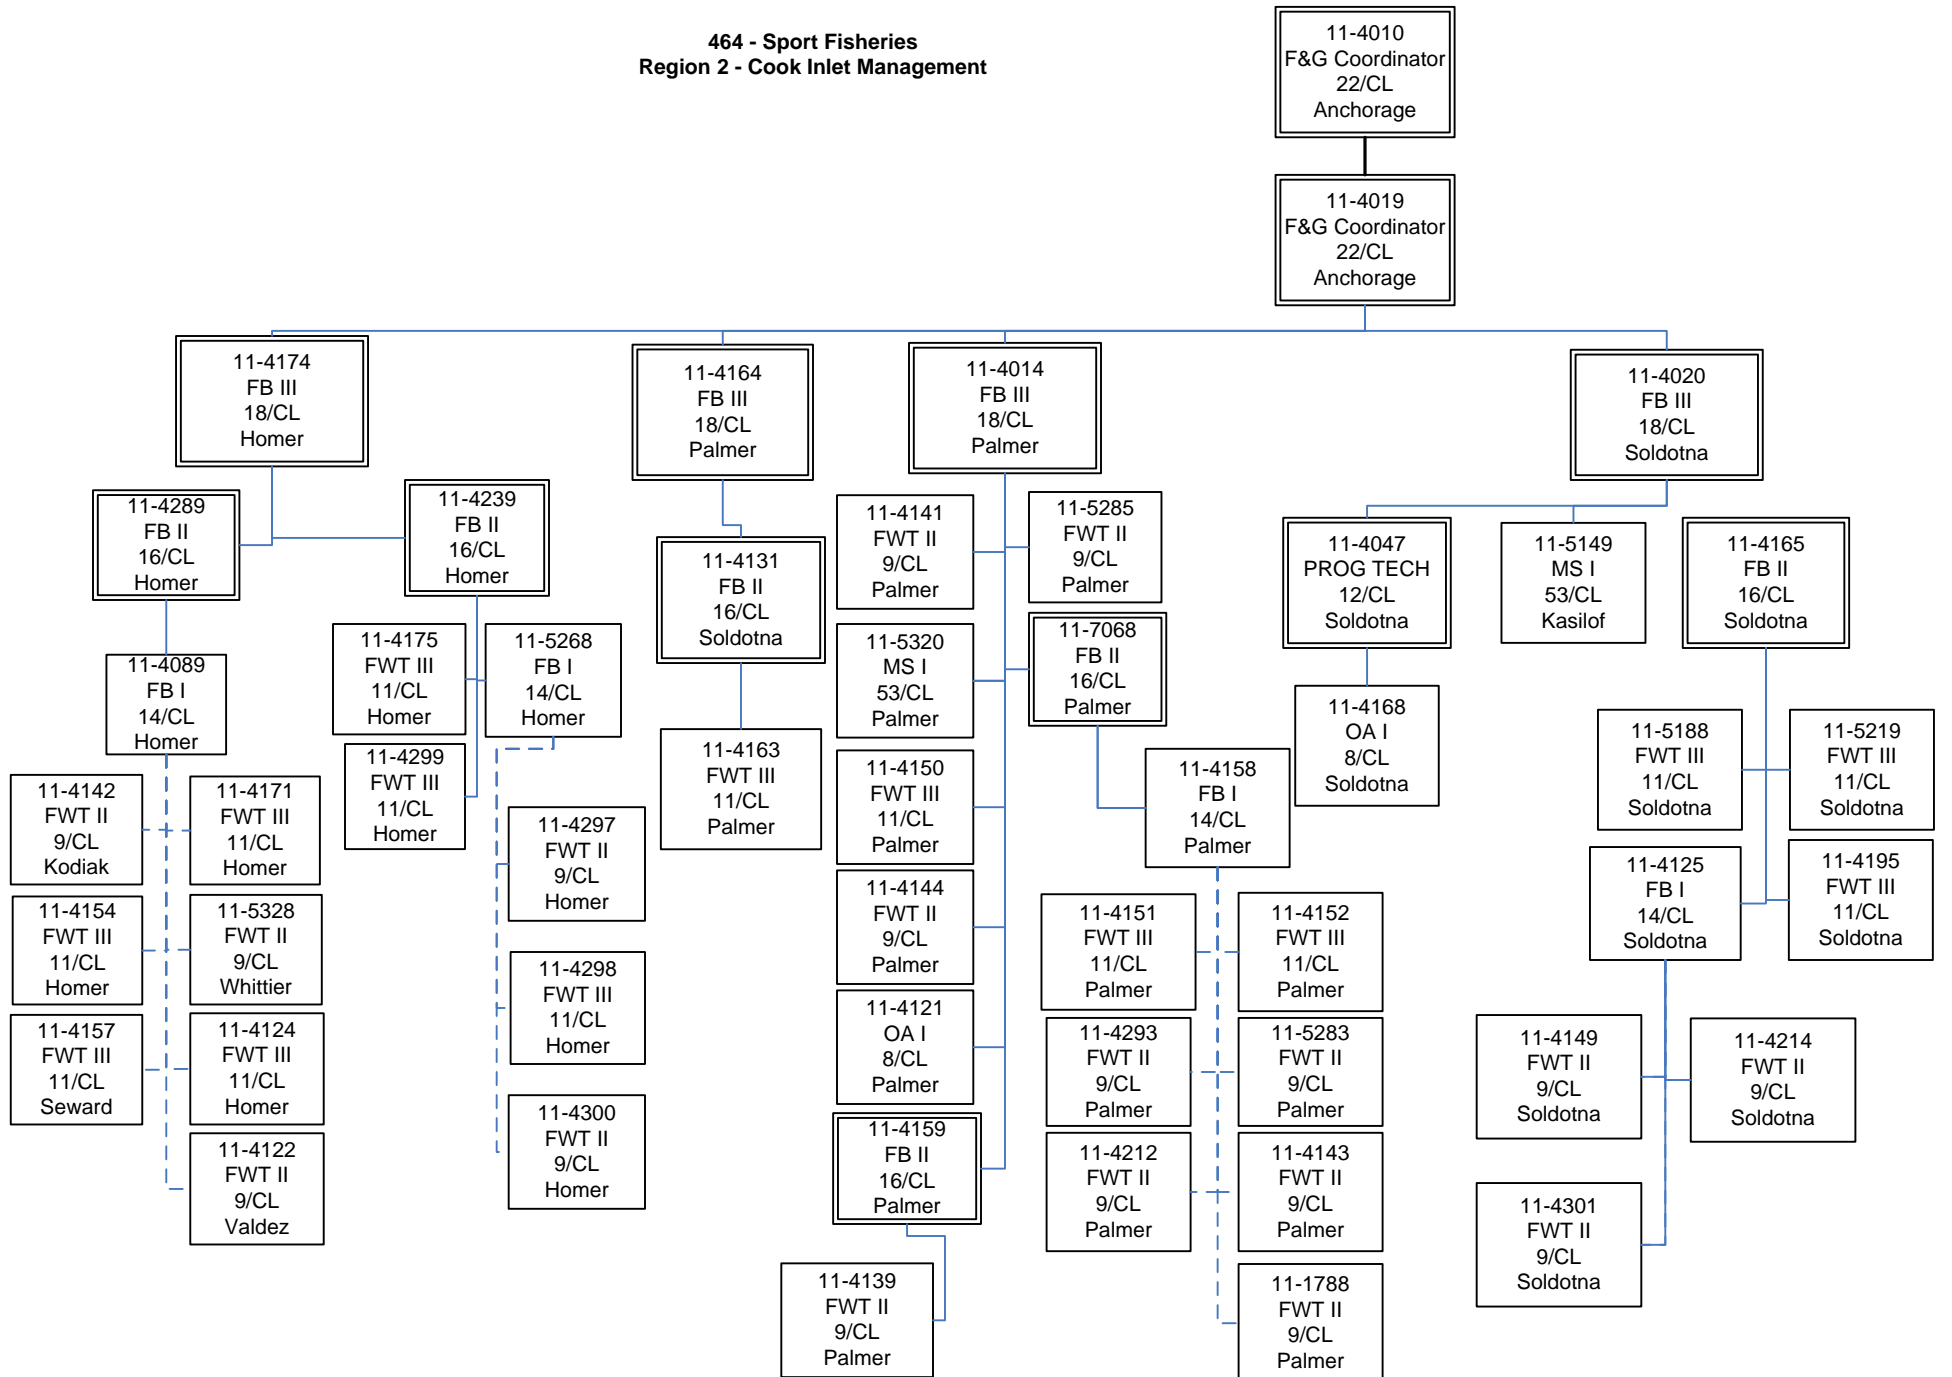 464 - Sport Fisheries
Region 2 - Cook Inlet Management
11-4010
F&G Coordinator
22/CL
Anchorage
11-4019
F&G Coordinator
22/CL
Anchorage
11-4174
FB III
18/CL
Homer
11-4164
FB III
18/CL
Palmer
11-4014
FB III
18/CL
Palmer
11-4020
FB III
18/CL
Soldotna
11-4289
FB II
16/CL
Homer
11-4239
FB II
16/CL
Homer
11-4131
FB II
16/CL
Soldotna
11-4141
FWT II
9/CL
Palmer
11-5285
FWT II
9/CL
Palmer
11-4047
PROG TECH
12/CL
Soldotna
11-5149
MS I
53/CL
Kasilof
11-4165
FB II
16/CL
Soldotna
11-4089
FB I
14/CL
Homer
11-4175
FWT III
11/CL
Homer
11-5268
FB I
14/CL
Homer
11-5320
MS I
53/CL
Palmer
11-7068
FB II
16/CL
Palmer
11-4168
OA I
8/CL
Soldotna
11-4299
FWT III
11/CL
Homer
11-4163
FWT III
11/CL
Palmer
11-4150
FWT III
11/CL
Palmer
11-4158
FB I
14/CL
Palmer
11-5188
FWT III
11/CL
Soldotna
11-5219
FWT III
11/CL
Soldotna
11-4142
FWT II
9/CL
Kodiak
11-4171
FWT III
11/CL
Homer
11-4297
FWT II
9/CL
Homer
11-4144
FWT II
9/CL
Palmer
11-4125
FB I
14/CL
Soldotna
11-4195
FWT III
11/CL
Soldotna
11-4154
FWT III
11/CL
Homer
11-5328
FWT II
9/CL
Whittier
11-4298
FWT III
11/CL
Homer
11-4121
OA I
8/CL
Palmer
11-4151
FWT III
11/CL
Palmer
11-4152
FWT III
11/CL
Palmer
11-4157
FWT III
11/CL
Seward
11-4124
FWT III
11/CL
Homer
11-4293
FWT II
9/CL
Palmer
11-5283
FWT II
9/CL
Palmer
11-4149
FWT II
9/CL
Soldotna
11-4214
FWT II
9/CL
Soldotna
11-4122
FWT II
9/CL
Valdez
11-4300
FWT II
9/CL
Homer
11-4159
FB II
16/CL
Palmer
11-4212
FWT II
9/CL
Palmer
11-4143
FWT II
9/CL
Palmer
11-4301
FWT II
9/CL
Soldotna
11-4139
FWT II
9/CL
Palmer
11-1788
FWT II
9/CL
Palmer